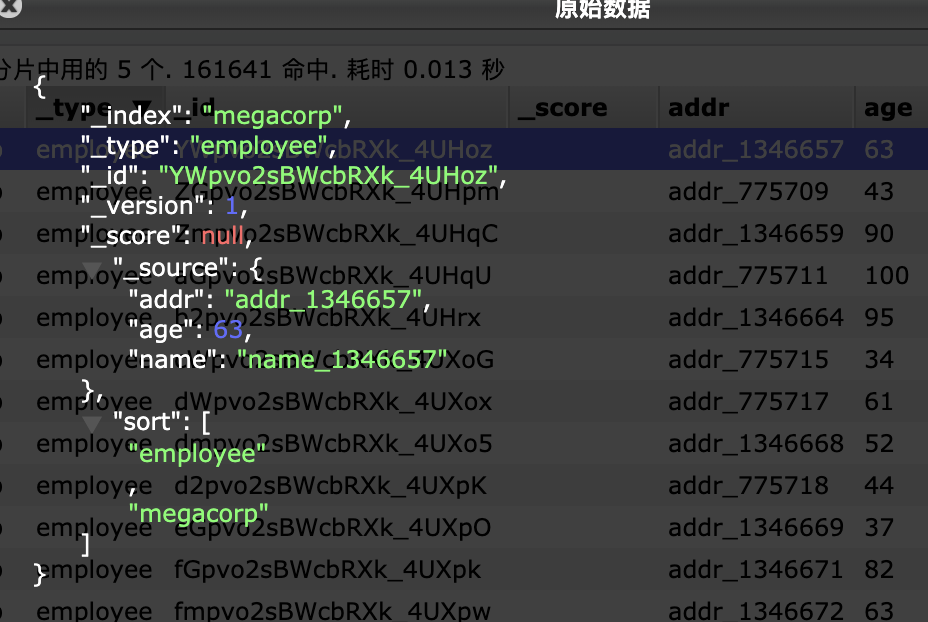 原始数据
分片中用的 5 个. 161641 命中. 耗时 0.013 秒
_type ▼ _id _score addr age
{
"_index": "megacorp",
"_type": "employee",
"_id": "YWpvo2sBWcbRXk_4UHoz",
"_version": 1,
"_score": null,
"_source": {
"addr": "addr_1346657",
"age": 63,
"name": "name_1346657"
},
"sort": [
"employee"
,
"megacorp"
]
}
employee YWpvo2sBWcbRXk_4UHoz addr_1346657 63
employee ZGpvo2sBWcbRXk_4UHpm addr_775709 43
employee Zmpvo2sBWcbRXk_4UHqC addr_1346659 90
employee aGpvo2sBWcbRXk_4UHqU addr_775711 100
employee b2pvo2sBWcbRXk_4UHrx addr_1346664 95
employee 4UXoG addr_775715 34
employee dWpvo2sBWcbRXk_4UXox addr_775717 61
employee dmpvo2sBWcbRXk_4UXo5 addr_1346668 52
employee d2pvo2sBWcbRXk_4UXpK addr_775718 44
employee eGpvo2sBWcbRXk_4UXpO addr_1346669 37
employee fGpvo2sBWcbRXk_4UXpk addr_1346671 82
employee fmpvo2sBWcbRXk_4UXpw addr_1346672 63